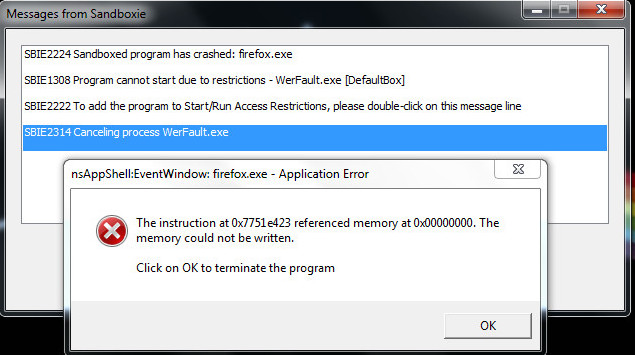 Messages from Sandboxie
SBIE2224 Sandboxed program has crashed: firefox.exe
SBIE1308 Program cannot start due to restrictions - WerFault.exe [DefaultBox]
SBIE2222 To add the program to Start/Run Access Restrictions, please double-click on this message line
SBIE2314 Canceling process WerFault.exe
nsAppShell:EventWindow: firefox.exe - Application Error
The instruction at 0x7751e423 referenced memory at 0x00000000. The
memory could not be written.
Click on OK to terminate the program
OK